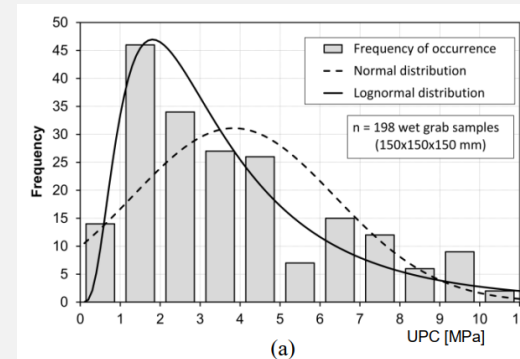 50
45
40
35
30
25
20
15
10
5
0
Frequency
Frequency of occurrence
Normal distribution
Lognormal distribution
n = 198 wet grab samples
(150x150x150 mm)
0 1 2 3 4 5 6 7 8 9 10 11
UPC [MPa]
(a)